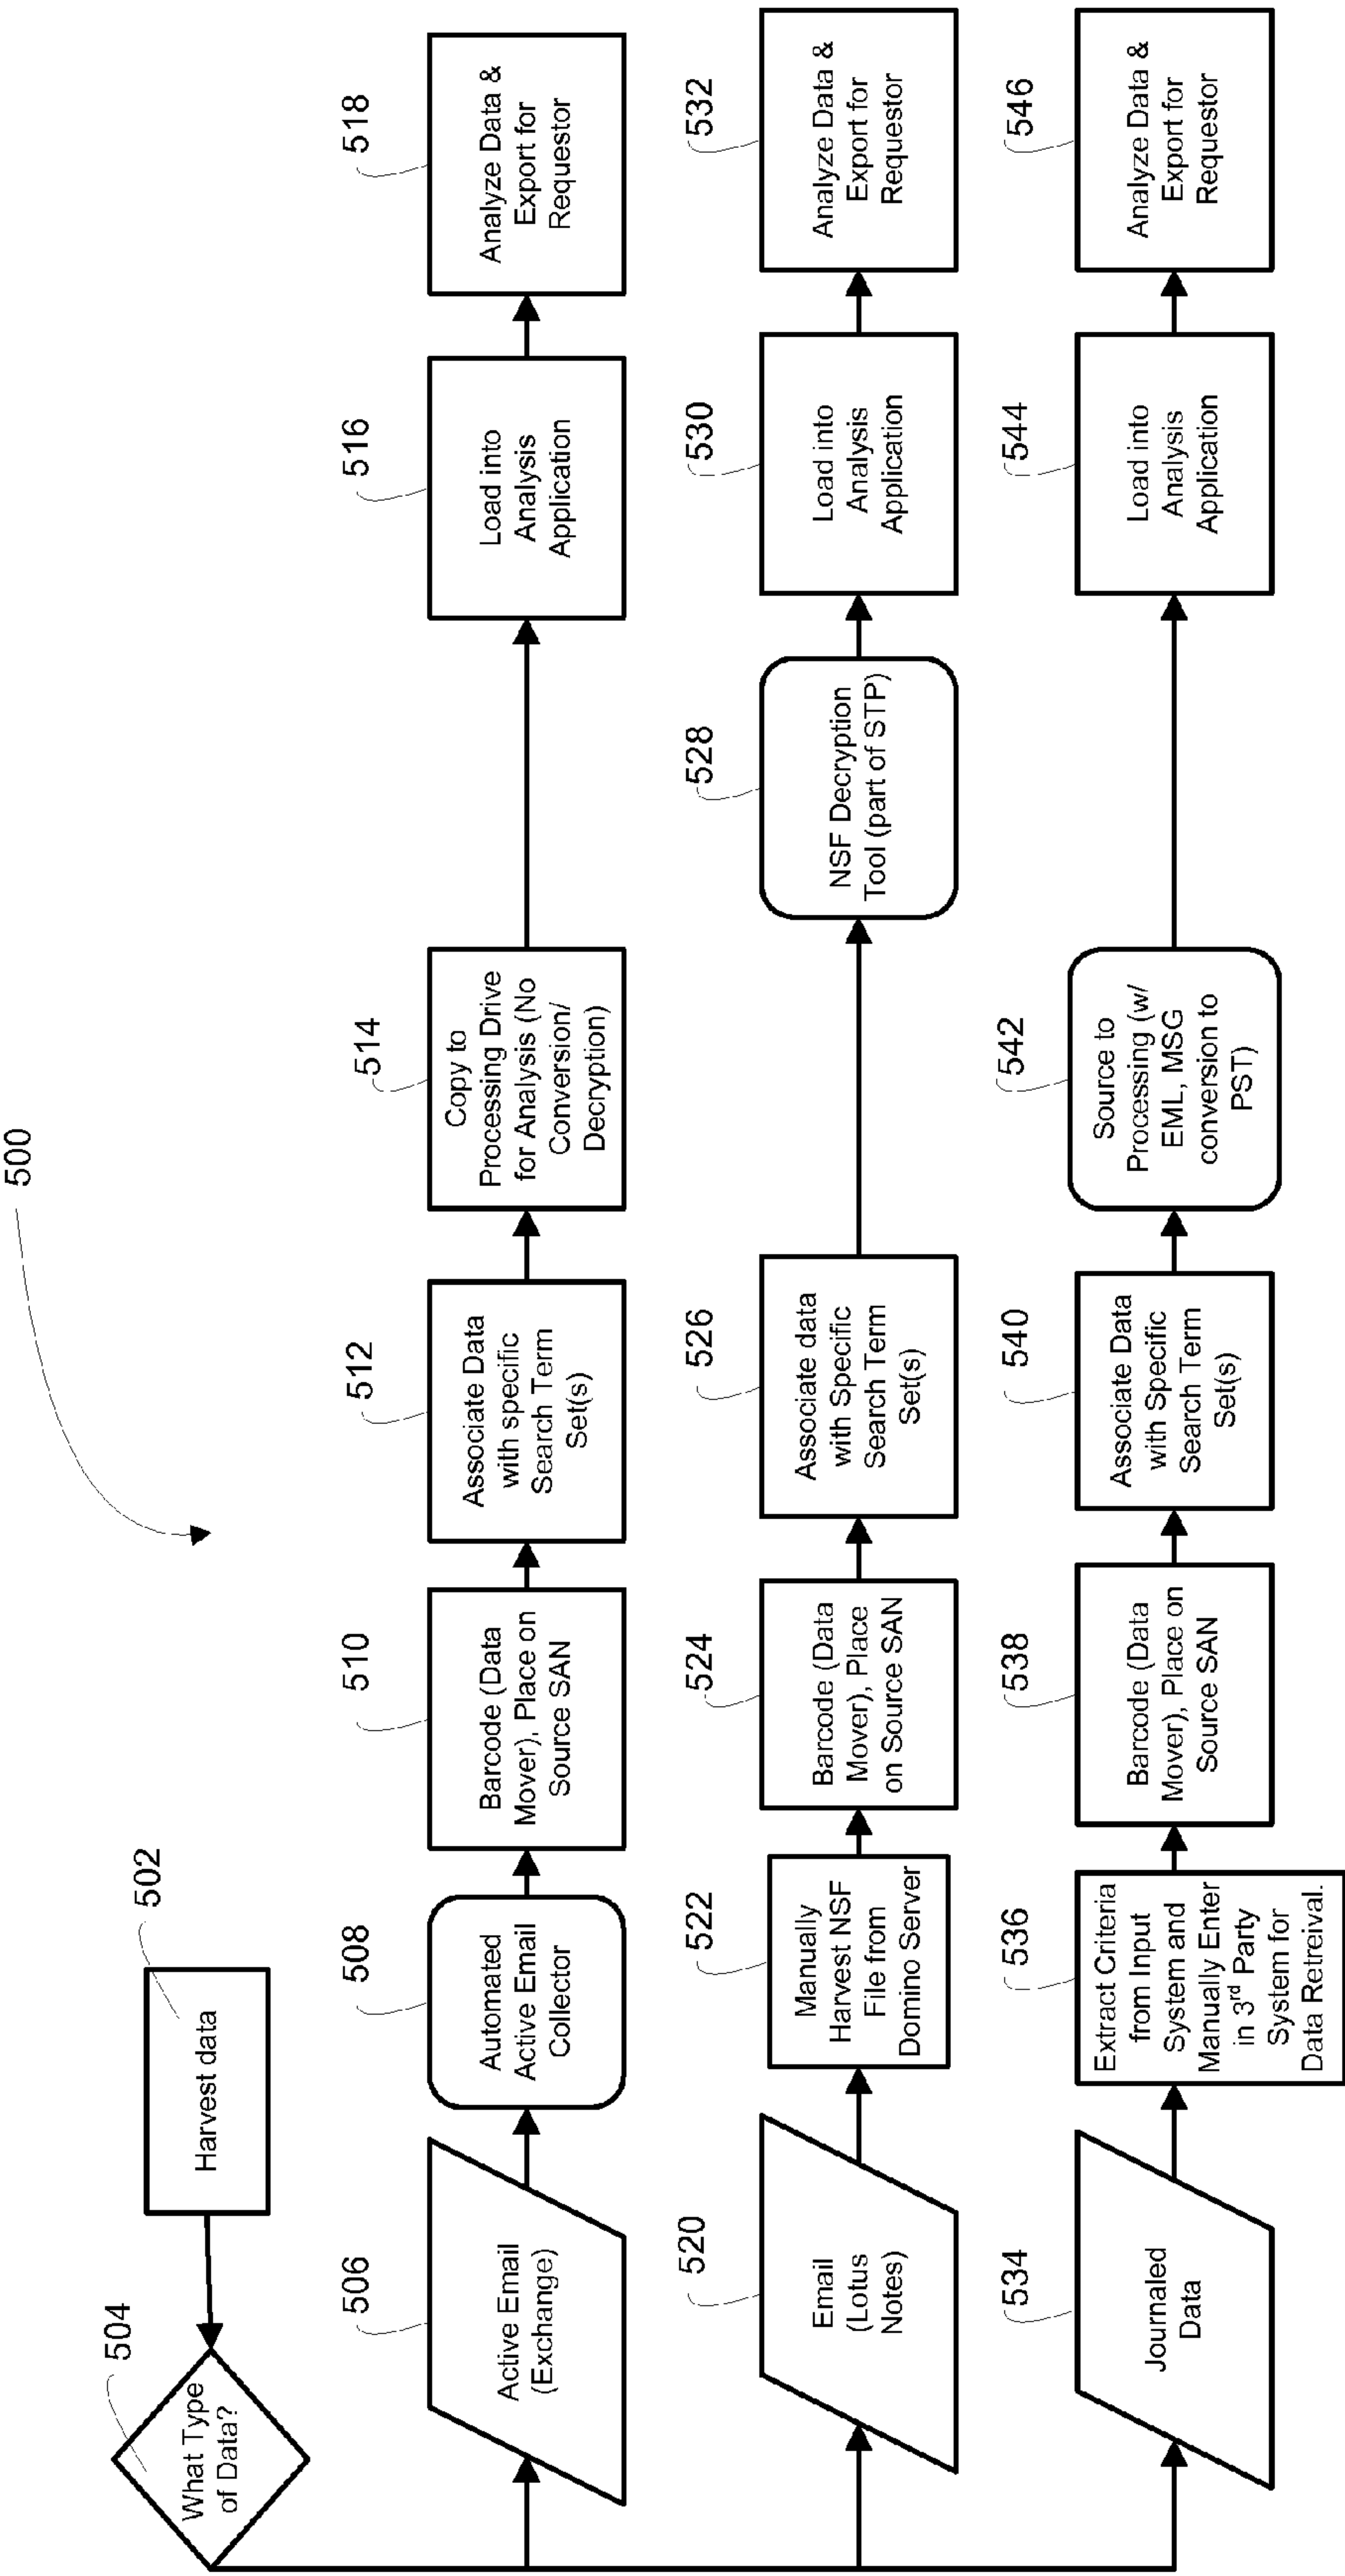 500
502
Harvest data
504
What Type
of Data?
506
Active Email
(Exchange)
508
Automated
Active Email
Collector
510
Barcode (Data
Mover), Place on
Source SAN
512
Associate Data
with specific
Search Term
Set(s)
514
Copy to
Processing Drive
for Analysis (No
Conversion/
Decryption)
516
Load into
Analysis
Application
518
Analyze Data &
Export for
Requestor
520
Email
(Lotus
Notes)
522
Manually
Harvest NSF
File from
Domino Server
524
Barcode (Data
Mover), Place
on Source SAN
526
Associate data
with Specific
Search Term
Set(s)
528
NSF Decryption
Tool (part of STP)
530
Load into
Analysis
Application
532
Analyze Data &
Export for
Requestor
534
Journaled
Data
536
Extract Criteria
from Input
System and
Manually Enter
in 3rd Party
System for
Data Retreival.
538
Barcode (Data
Mover), Place on
Source SAN
540
Associate Data
with Specific
Search Term
Set(s)
542
Source to
Processing (w/
EML, MSG
conversion to
PST)
544
Load into
Analysis
Application
546
Analyze Data &
Export for
Requestor